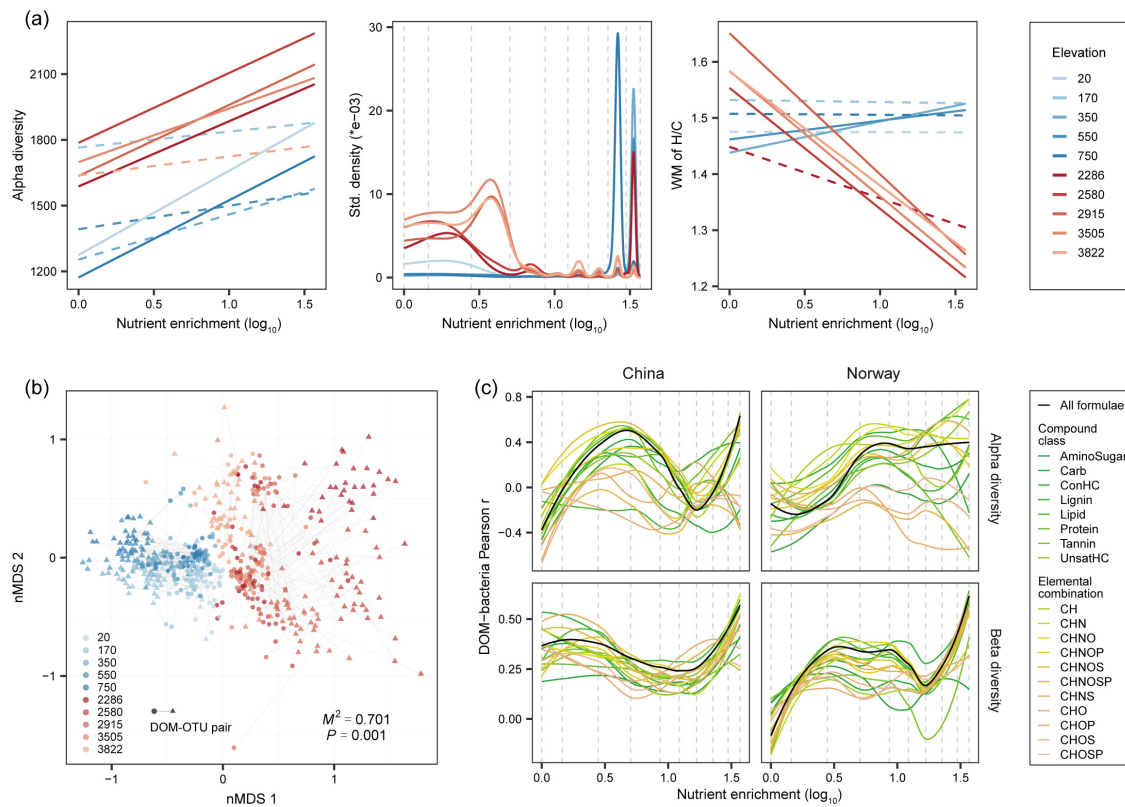 (a)
Alpha diversity
2100
1800
1500
1200
0.0 0.5 1.0 1.5
Nutrient enrichment (log10)
Std. density (*e−03)
30
20
10
0
0.0 0.5 1.0 1.5
Nutrient enrichment (log10)
WM of H/C
1.6
1.5
1.4
1.3
1.2
0.0 0.5 1.0 1.5
Nutrient enrichment (log10)
Elevation
20
170
350
550
750
2286
2580
2915
3505
3822
(b)
nMDS 2
1
0
−1
20
170
350
550
750
2286
2580
2915
3505
3822
DOM-OTU pair
M2 = 0.701
P = 0.001
−1 0 1
nMDS 1
(c)
China Norway
DOM−bacteria Pearson r
0.8
0.4
0.0
−0.4
Alpha diversity
0.50
0.25
0.00
Beta diversity
0.0 0.5 1.0 1.5 0.0 0.5 1.0 1.5
Nutrient enrichment (log10)
All formulae
Compound
class
AminoSugar
Carb
ConHC
Lignin
Lipid
Protein
Tannin
UnsatHC
Elemental
combination
CH
CHN
CHNO
CHNOP
CHNOS
CHNOSP
CHNS
CHO
CHOP
CHOS
CHOSP